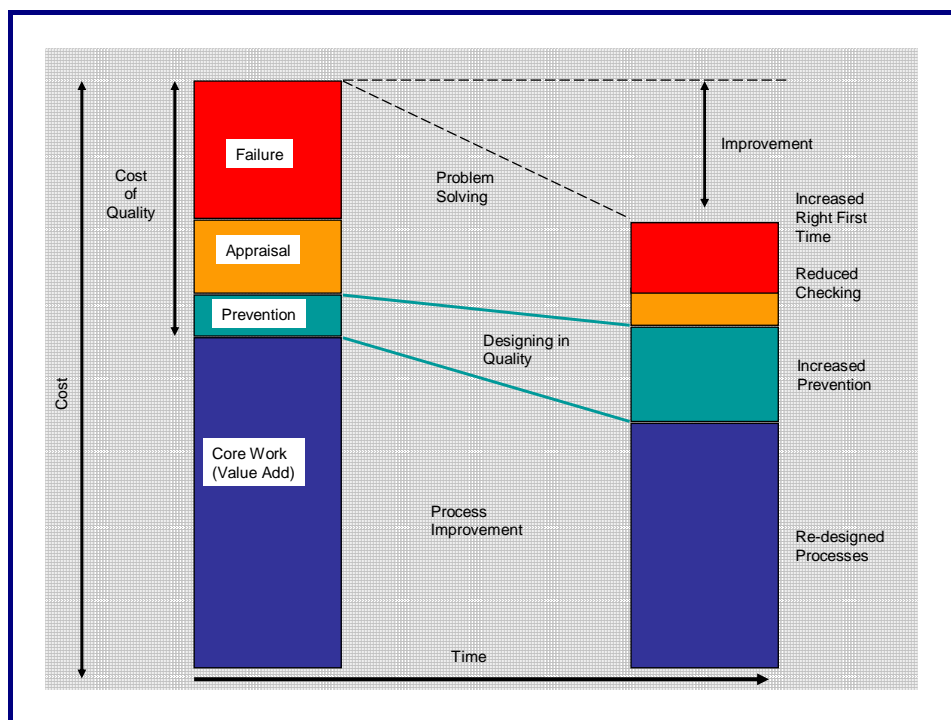 Failure
Improvement
Cost
of
Quality
Problem
Solving
Increased
Right First
Time
Appraisal
Reduced
Checking
Prevention
Designing in
Quality
Increased
Prevention
Cost
Core Work
(Value Add)
Process
Improvement
Re-designed
Processes
Time